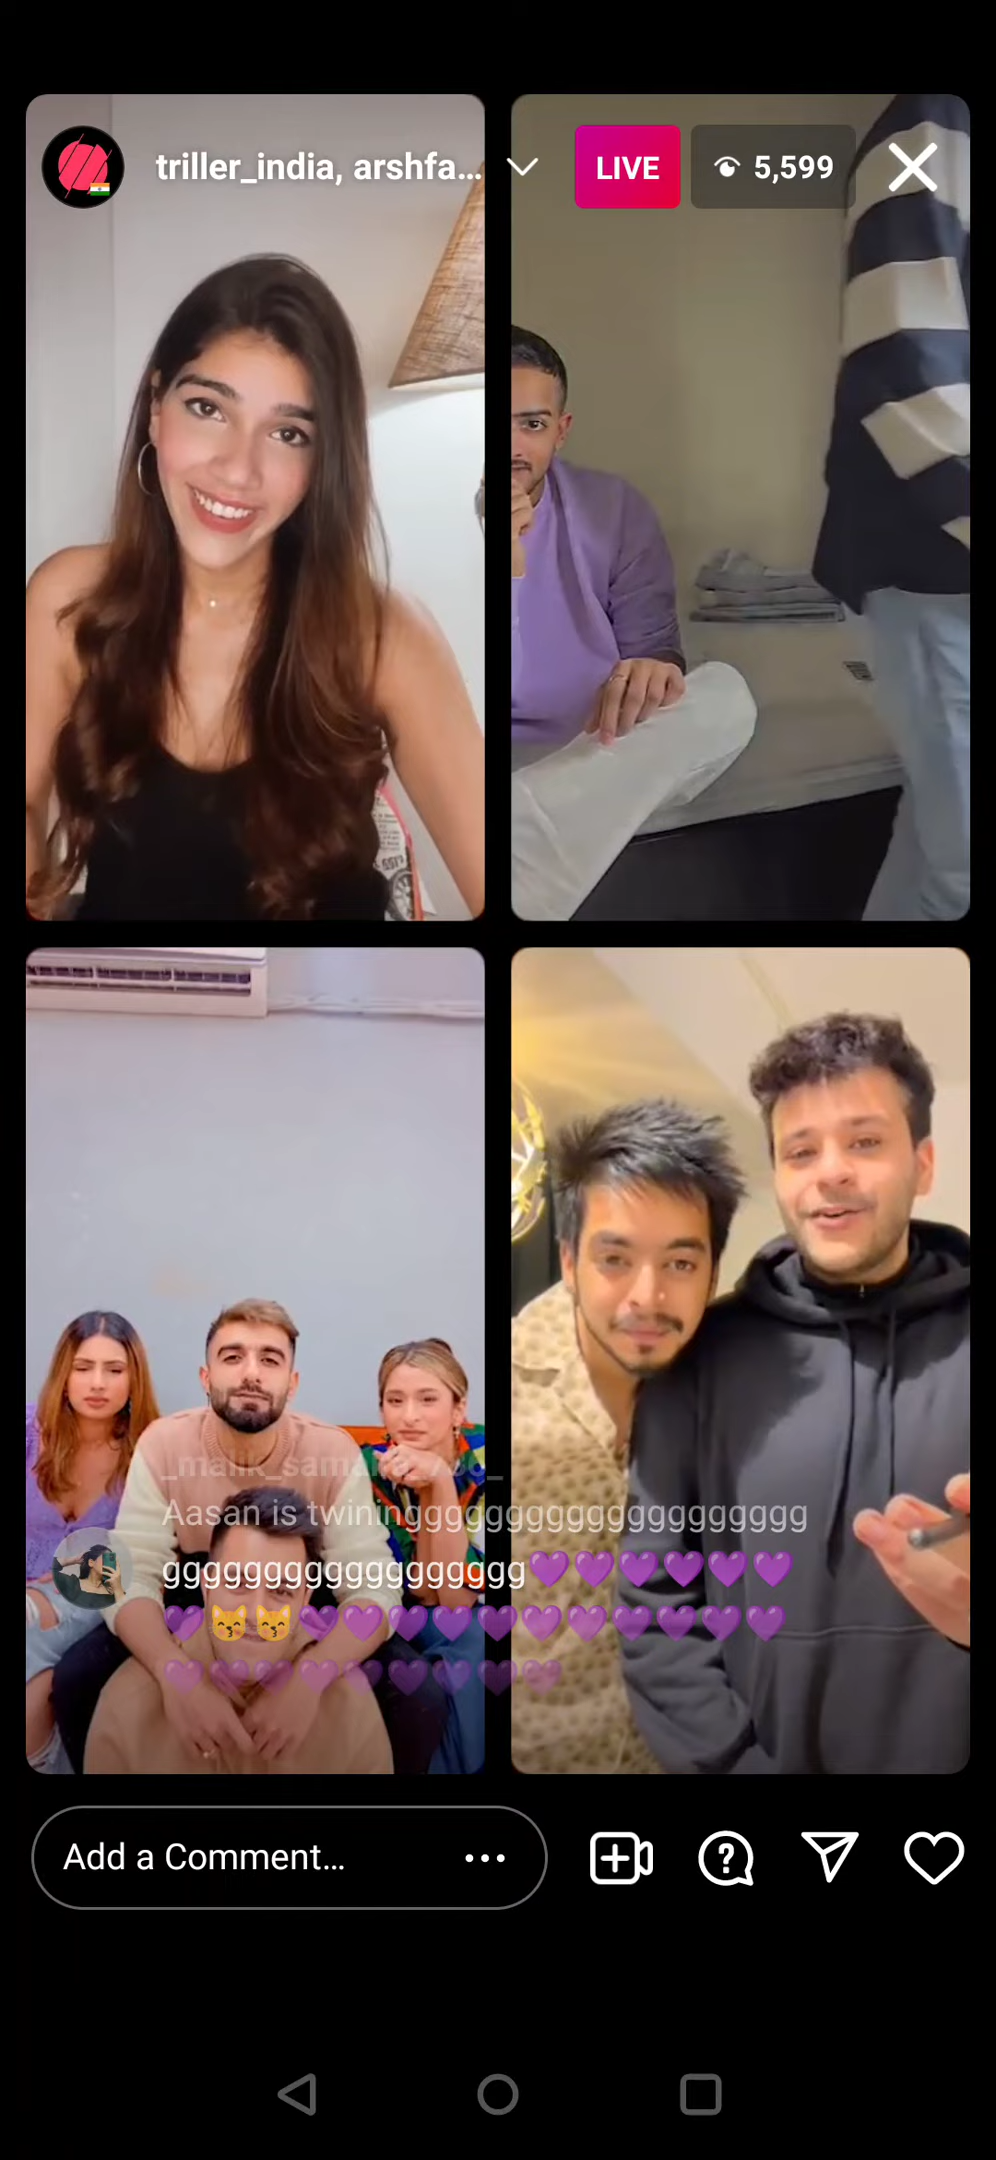 triller_india, arshfa...
LIVE
5,599
Aasan is twininggggggggggggggggggg
gggggggggggggggggg💜💜💜💜💜💜
💜😽😽💜💜💜💜💜💜💜💜💜💜💜
💜💜💜💜💜💜💜💜💜
Add a Comment...